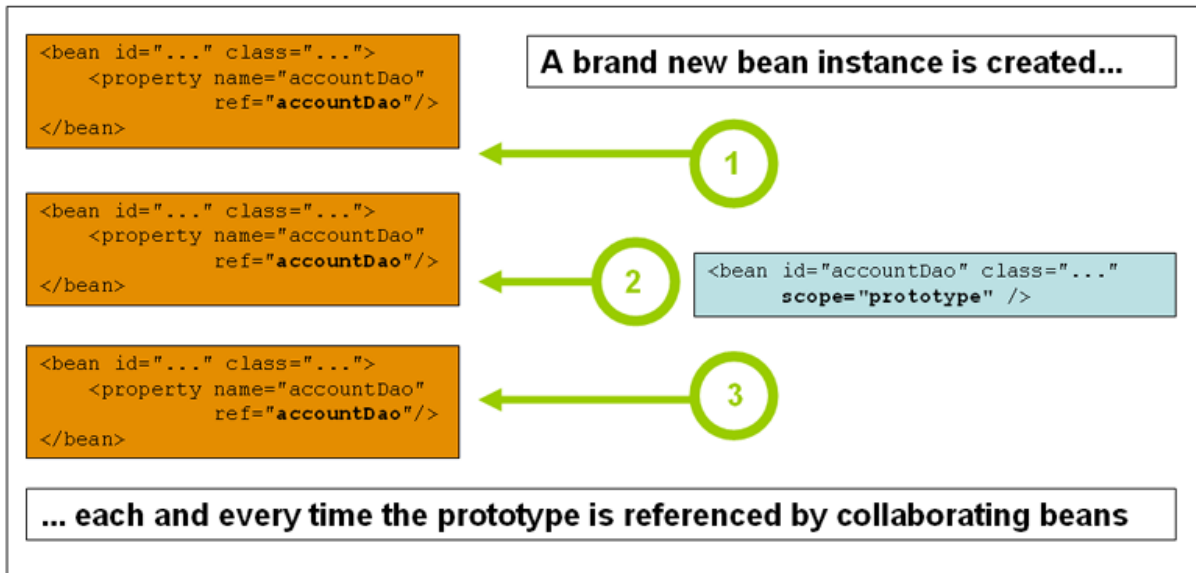 <bean id="..." class="...">
    <property name="accountDao"
              ref="accountDao"/>
</bean>
A brand new bean instance is created...
1
<bean id="..." class="...">
    <property name="accountDao"
              ref="accountDao"/>
</bean>
2
<bean id="accountDao" class="..."
      scope="prototype" />
<bean id="..." class="...">
    <property name="accountDao"
              ref="accountDao"/>
</bean>
3
... each and every time the prototype is referenced by collaborating beans